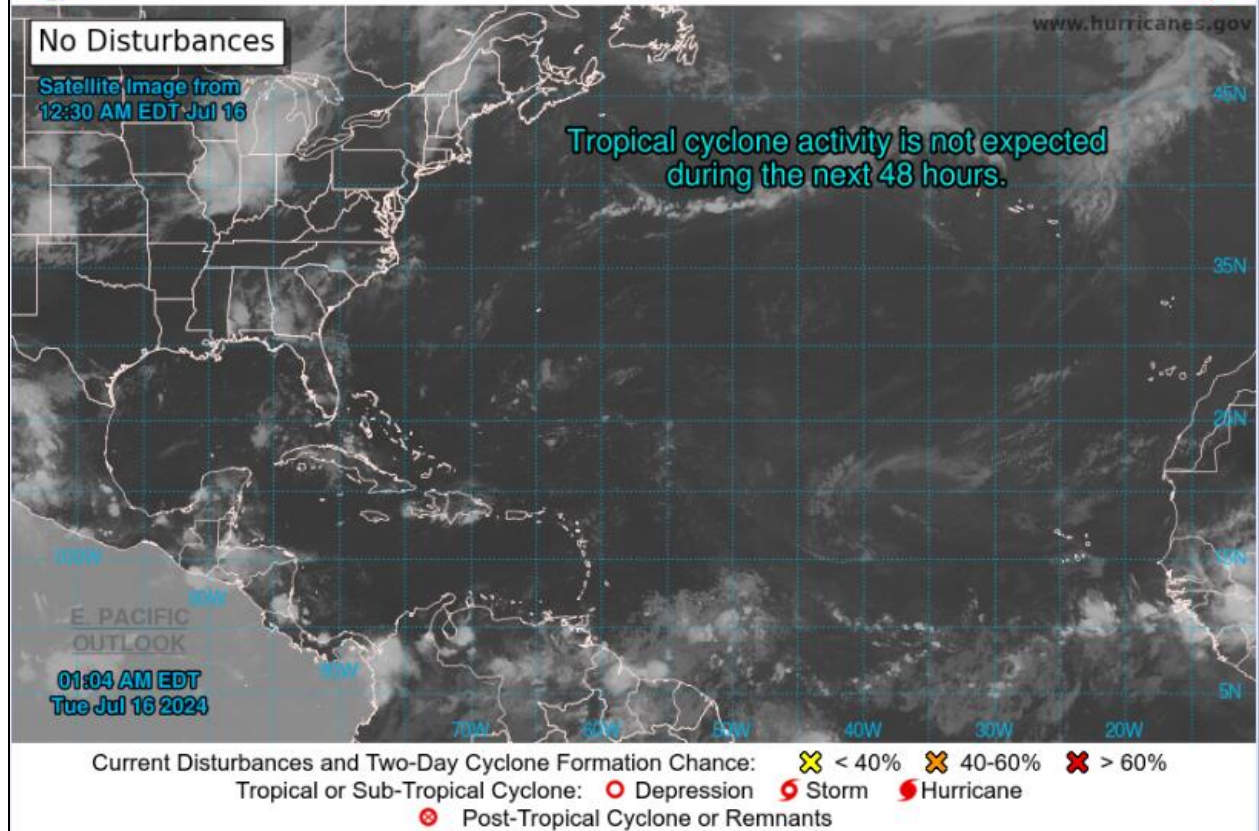 www.hurricanes.gov
No Disturbances
Satellite Image from
12:30 AM EDT Jul 16
45N
Tropical cyclone activity is not expected
during the next 48 hours.
35N
25N
100W
15N
90W
E. PACIFIC
OUTLOOK
80W
01:04 AM EDT
Tue Jul 16 2024
5N
70W 60W 50W 40W 30W 20W
Current Disturbances and Two-Day Cyclone Formation Chance: < 40% 40-60% > 60%
Tropical or Sub-Tropical Cyclone: Depression Storm Hurricane
Post-Tropical Cyclone or Remnants